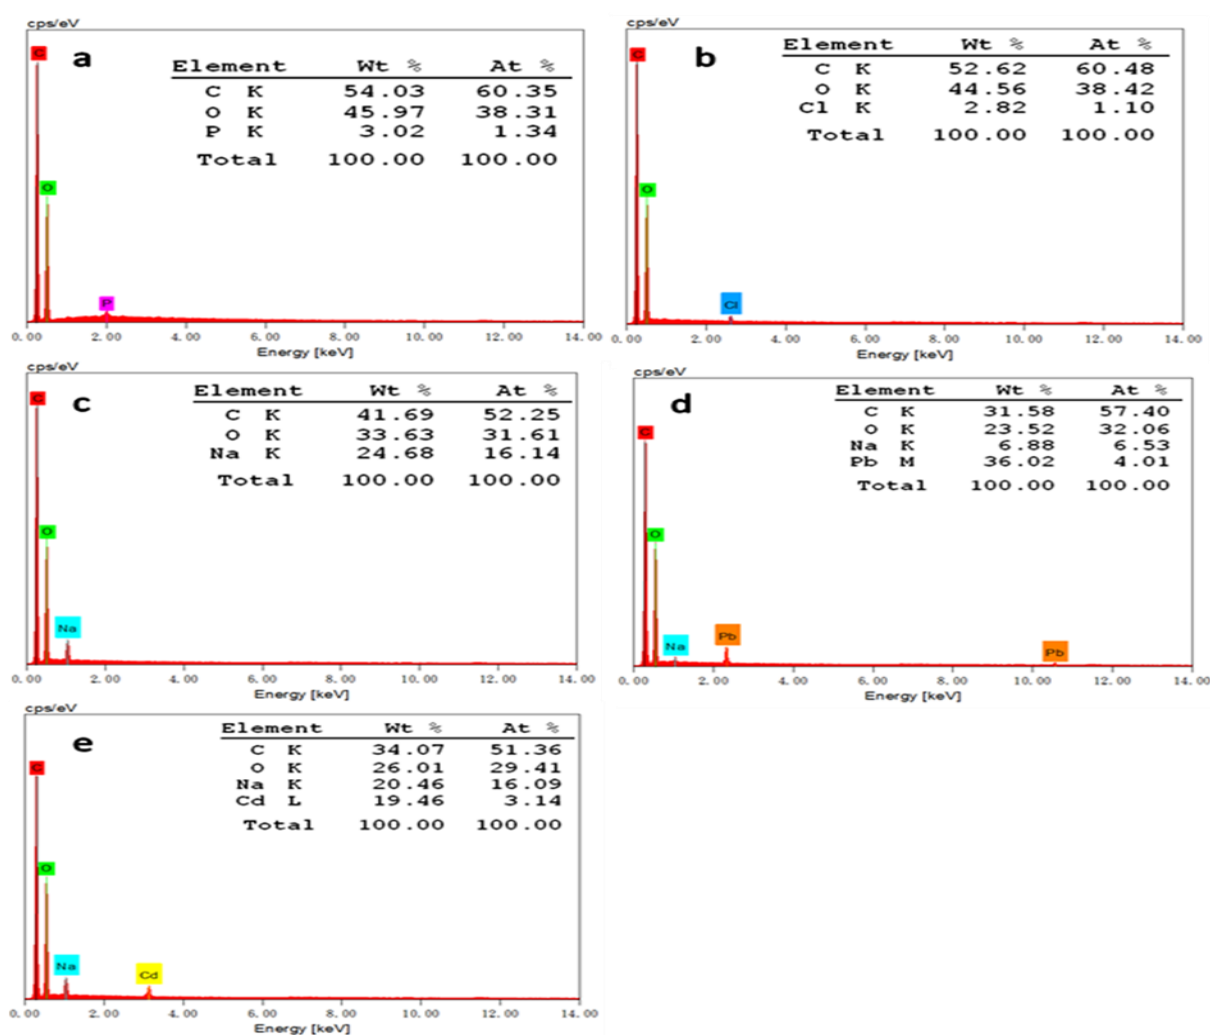 cps/eV
a
Element Wt % At %
C K 54.03 60.35
O K 45.97 38.31
P K 3.02 1.34
Total 100.00 100.00
C
O
P
0.00 2.00 4.00 6.00 8.00 10.00 12.00 14.00
Energy [keV]
cps/eV
b
Element Wt % At %
C K 52.62 60.48
O K 44.56 38.42
Cl K 2.82 1.10
Total 100.00 100.00
C
O
Cl
0.00 2.00 4.00 6.00 8.00 10.00 12.00 14.00
Energy [keV]
cps/eV
c
Element Wt % At %
C K 41.69 52.25
O K 33.63 31.61
Na K 24.68 16.14
Total 100.00 100.00
C
O
Na
0.00 2.00 4.00 6.00 8.00 10.00 12.00 14.00
Energy [keV]
cps/eV
d
Element Wt % At %
C K 31.58 57.40
O K 23.52 32.06
Na K 6.88 6.53
Pb M 36.02 4.01
Total 100.00 100.00
C
O
Na Pb Pb
0.00 2.00 4.00 6.00 8.00 10.00 12.00 14.00
Energy [keV]
cps/eV
e
Element Wt % At %
C K 34.07 51.36
O K 26.01 29.41
Na K 20.46 16.09
Cd L 19.46 3.14
Total 100.00 100.00
C
O
Na Cd
0.00 2.00 4.00 6.00 8.00 10.00 12.00 14.00
Energy [keV]